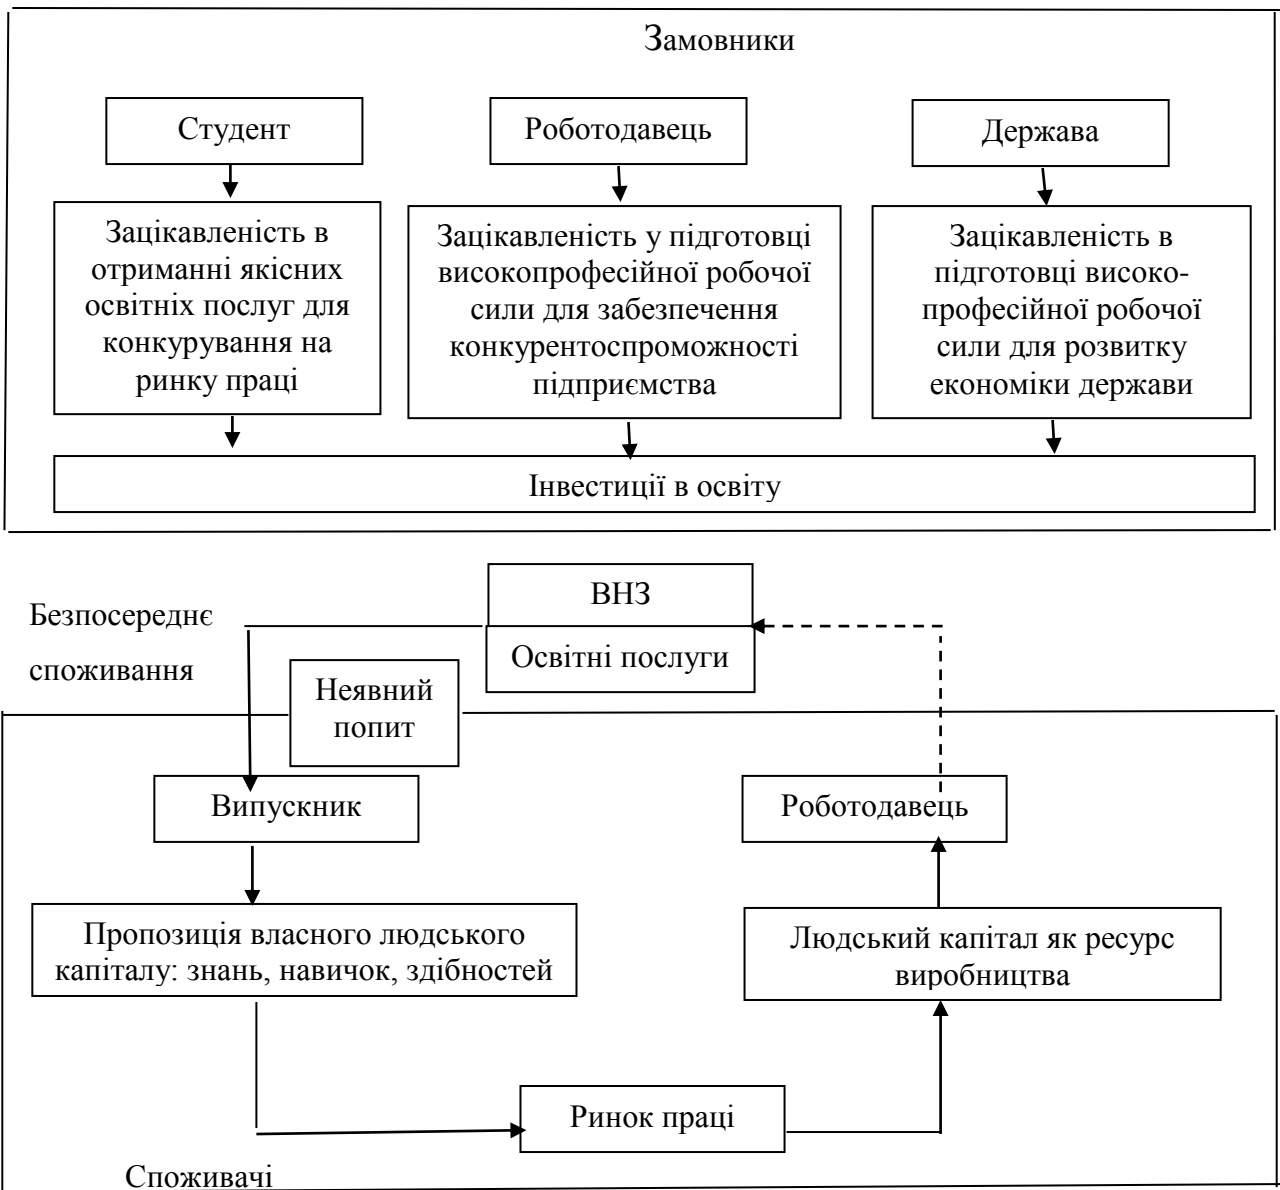 Замовники
Студент
Роботодавець
Держава
Зацікавленість в
отриманні якісних
освітніх послуг для
конкурування на
ринку праці
Зацікавленість у підготовці
високопрофесійної робочої
сили для забезпечення
конкурентоспроможності
підприємства
Зацікавленість в
підготовці високо-
професійної робочої
сили для розвитку
економіки держави
Інвестиції в освіту
ВНЗ
Безпосереднє
споживання
Освітні послуги
Неявний
попит
Випускник
Роботодавець
Пропозиція власного людського
капіталу: знань, навичок, здібностей
Людський капітал як ресурс
виробництва
Ринок праці
Споживачі